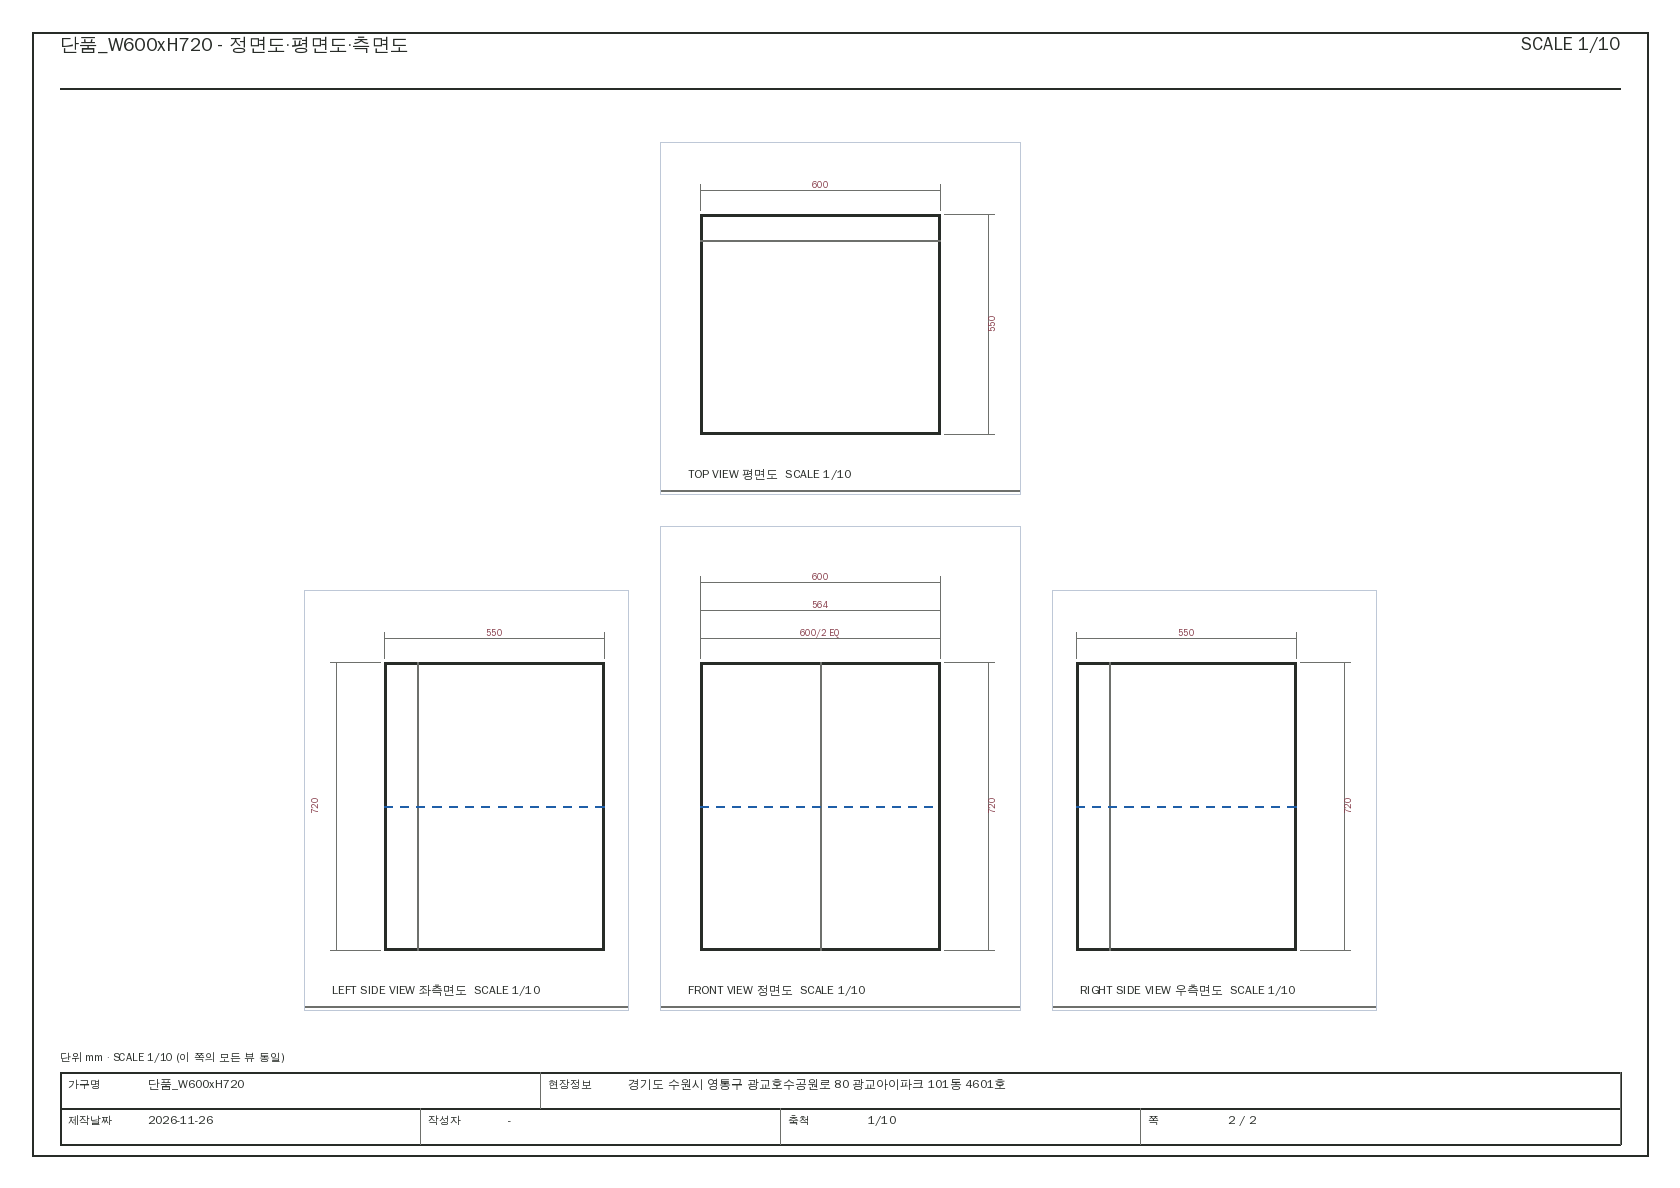 단품_W600xH720 - 정면도·평면도·측면도
SCALE 1/10
600
550
TOP VIEW 평면도 SCALE 1/10
550
720
LEFT SIDE VIEW 좌측면도 SCALE 1/10
600
564
600/2 EQ
720
FRONT VIEW 정면도 SCALE 1/10
550
720
RIGHT SIDE VIEW 우측면도 SCALE 1/10
단위 mm · SCALE 1/10 (이 쪽의 모든 뷰 동일)
가구명 단품_W600xH720 현장정보 경기도 수원시 영통구 광교호수공원로 80 광교아이파크 101동 4601호
제작날짜 2026-11-26 작성자 - 축척 1/10 쪽 2 / 2